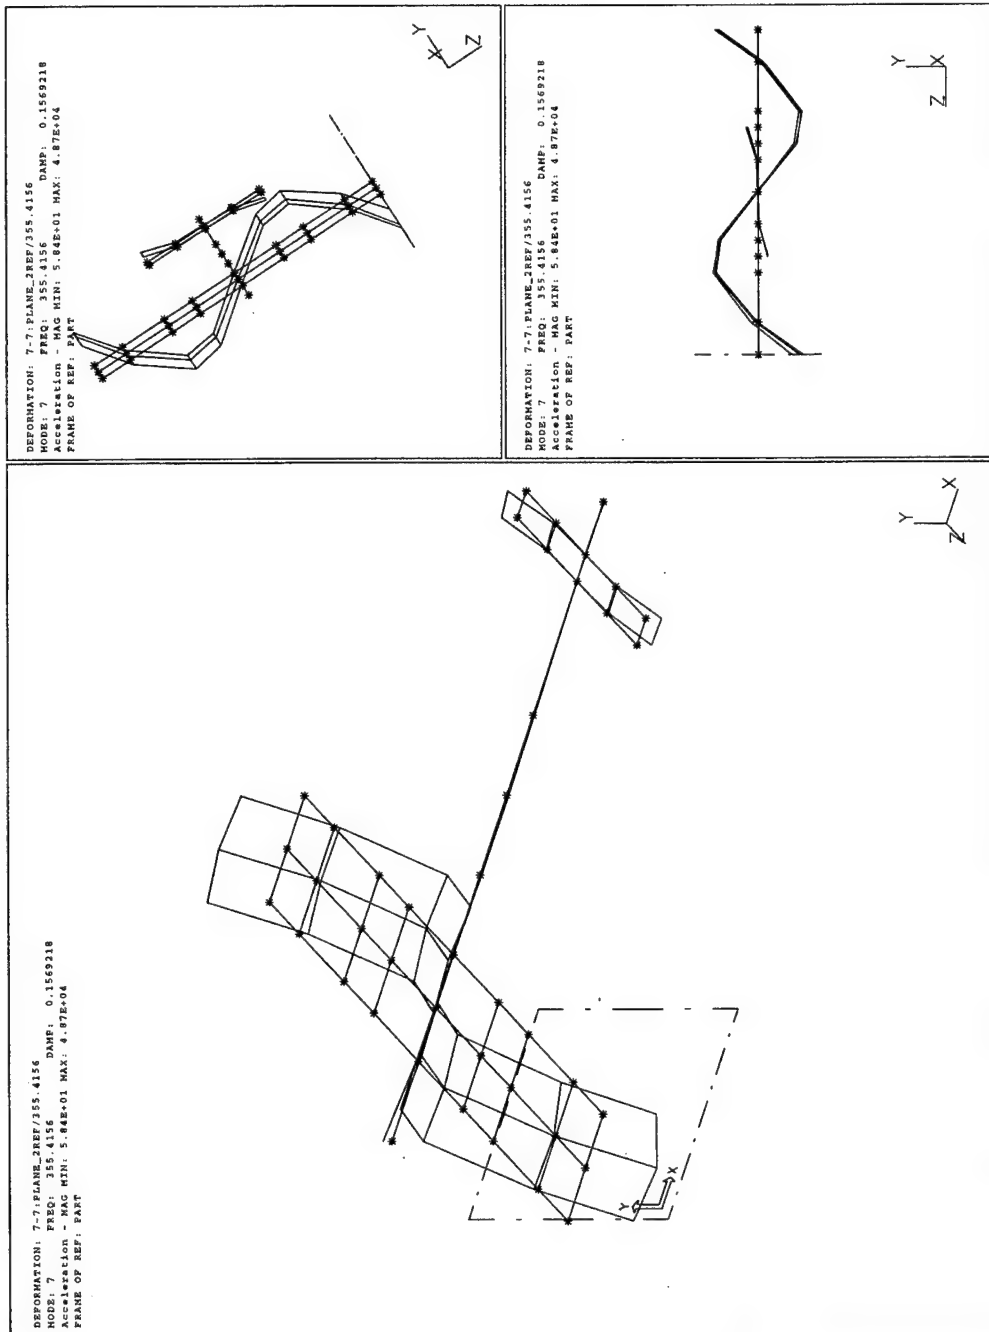 DEFORMATION: 7-7:PLANE_2REF/355.4156
MODE: 7 FREQ: 355.4156 DAMP: 0.1569218
Acceleration - MAG MIN: 5.84E+01 MAX: 4.87E+04
FRAME OF REF: PART
Y
X
Z
DEFORMATION: 7-7:PLANE_2REF/355.4156
MODE: 7 FREQ: 355.4156 DAMP: 0.1569218
Acceleration - MAG MIN: 5.84E+01 MAX: 4.87E+04
FRAME OF REF: PART
Y
X
Z
DEFORMATION: 7-7:PLANE_2REF/355.4156
MODE: 7 FREQ: 355.4156 DAMP: 0.1569218
Acceleration - MAG MIN: 5.84E+01 MAX: 4.87E+04
FRAME OF REF: PART
Y
X
Z
Y
X